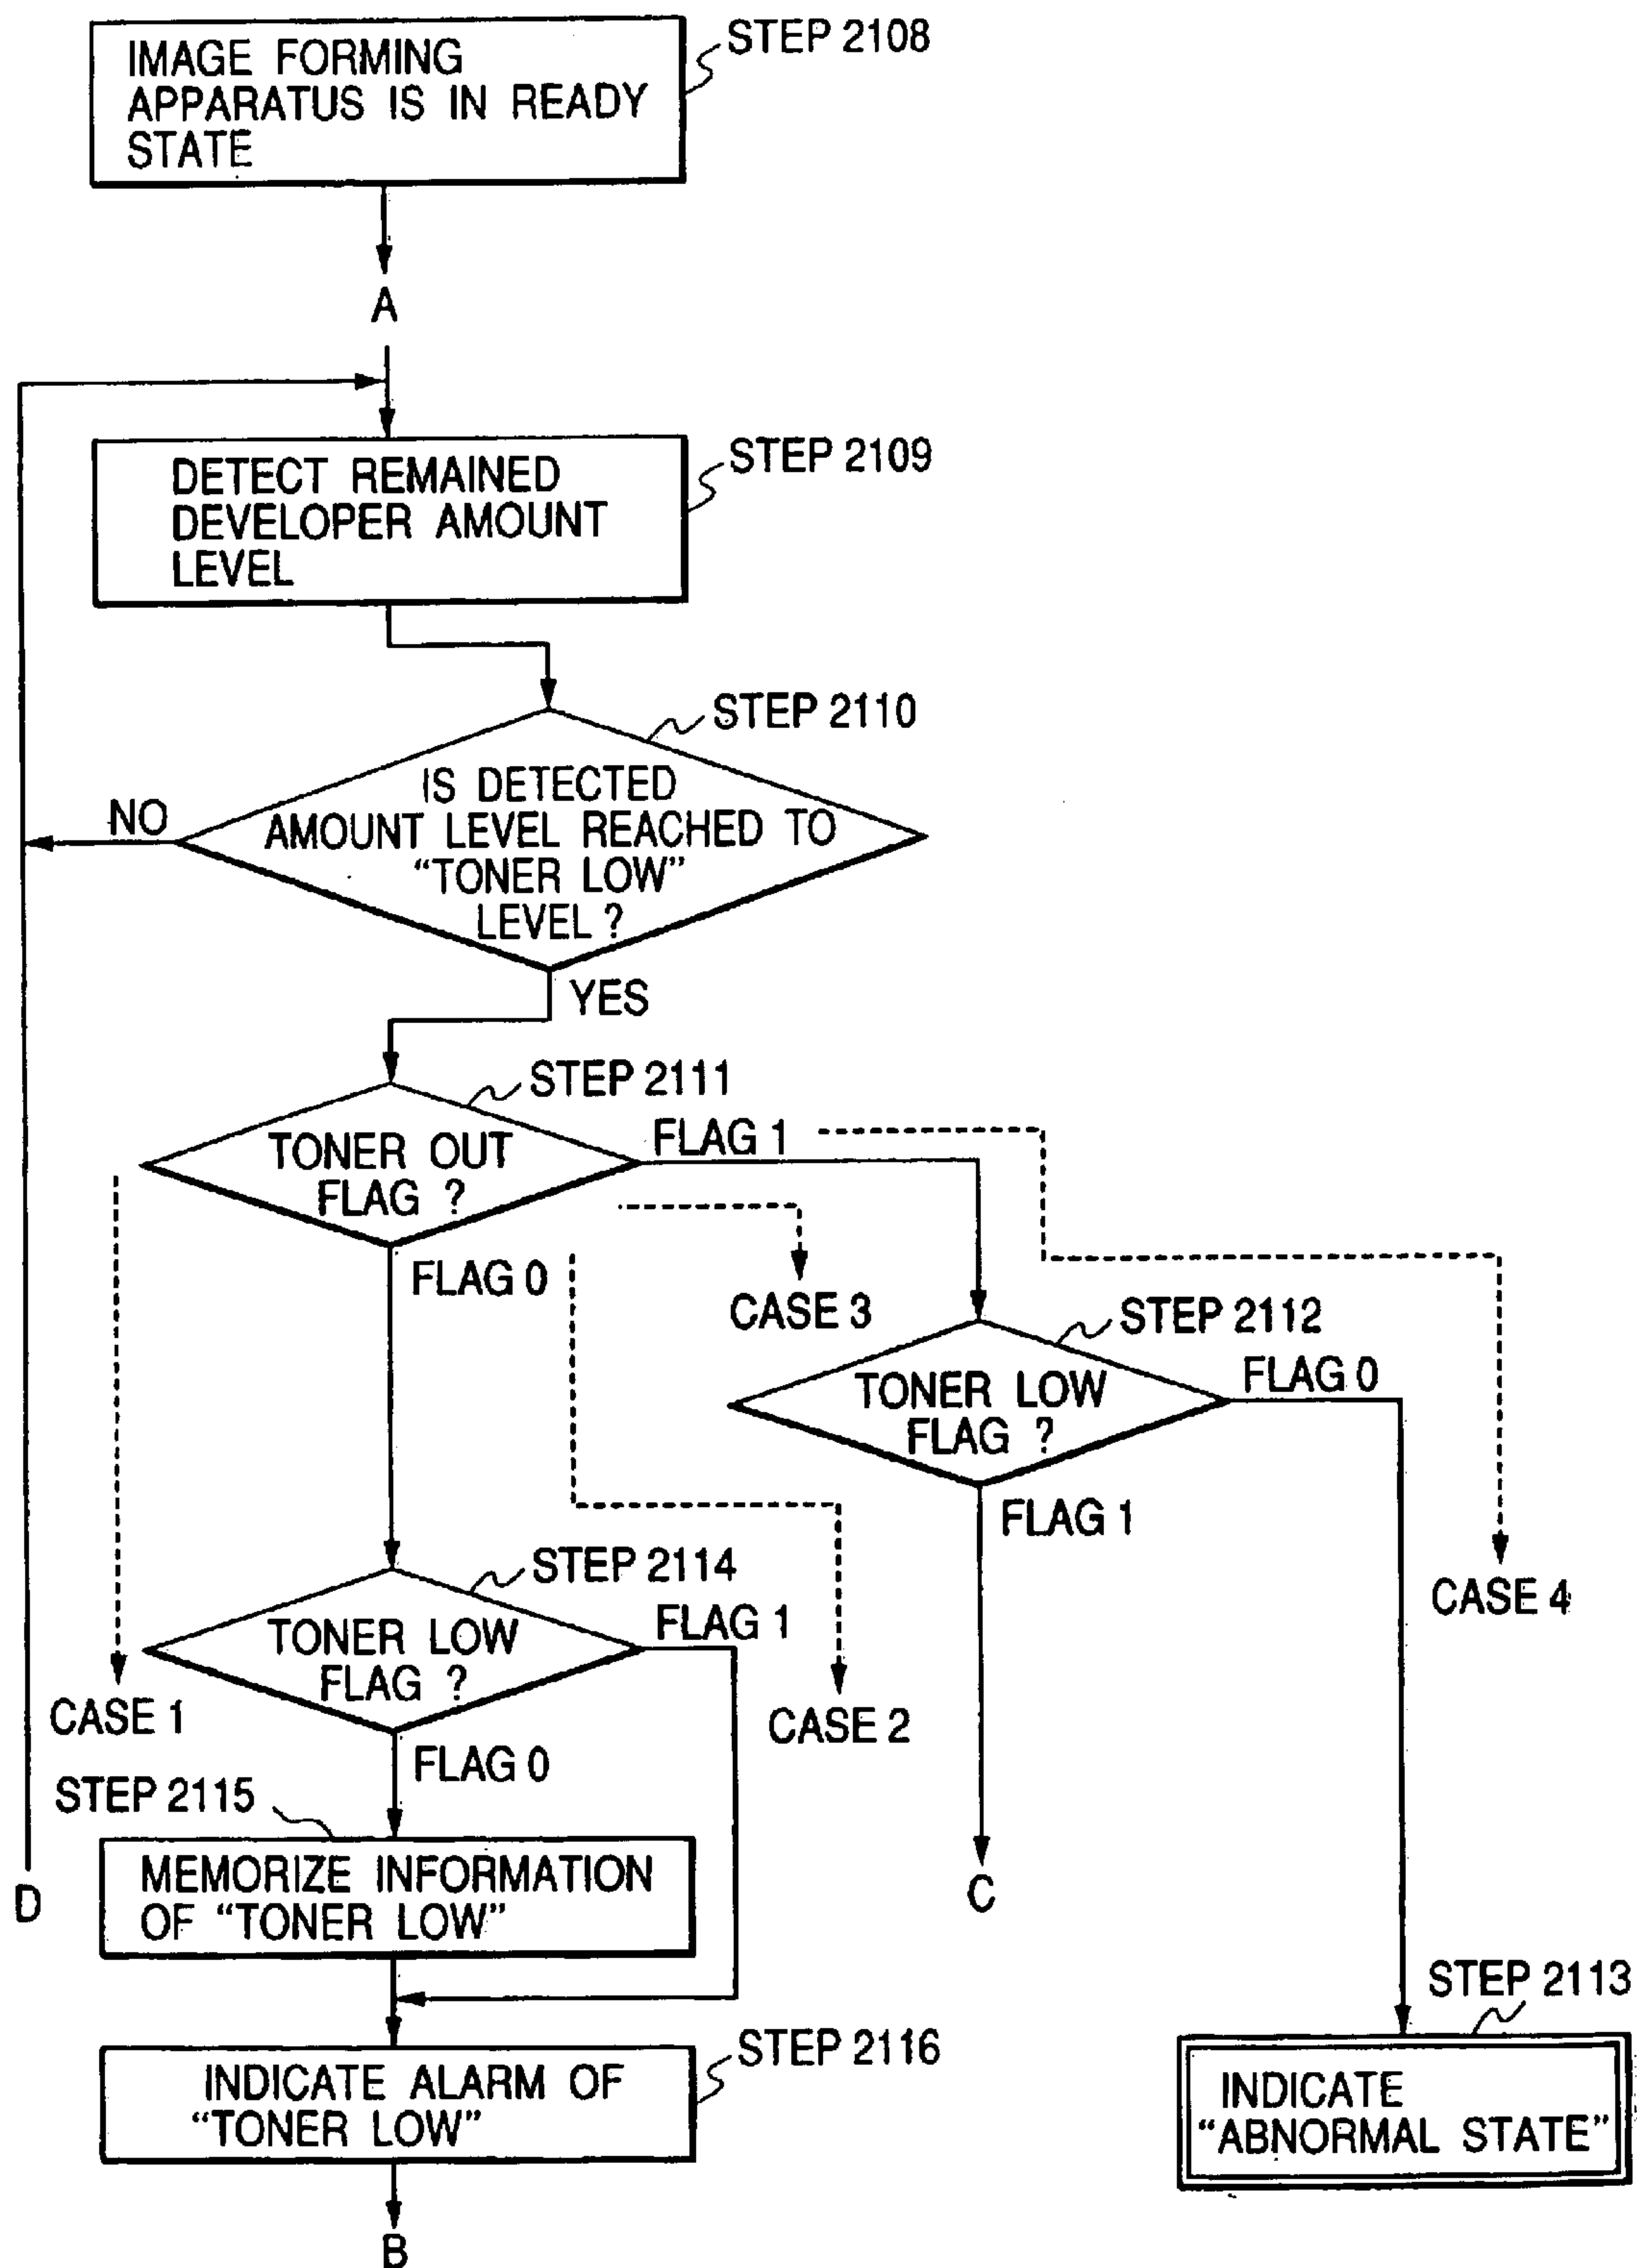 STEP 2108
IMAGE FORMING
APPARATUS IS IN READY
STATE
A
STEP 2109
DETECT REMAINED
DEVELOPER AMOUNT
LEVEL
STEP 2110
IS DETECTED
AMOUNT LEVEL REACHED TO
“TONER LOW”
LEVEL ?
NO
YES
STEP 2111
TONER OUT
FLAG ?
FLAG 1
FLAG 0
CASE 3
STEP 2112
TONER LOW
FLAG ?
FLAG 0
FLAG 1
CASE 4
STEP 2114
TONER LOW
FLAG ?
FLAG 1
CASE 1
CASE 2
FLAG 0
STEP 2115
MEMORIZE INFORMATION
OF “TONER LOW”
D
C
STEP 2113
INDICATE
“ABNORMAL STATE”
STEP 2116
INDICATE ALARM OF
“TONER LOW”
B